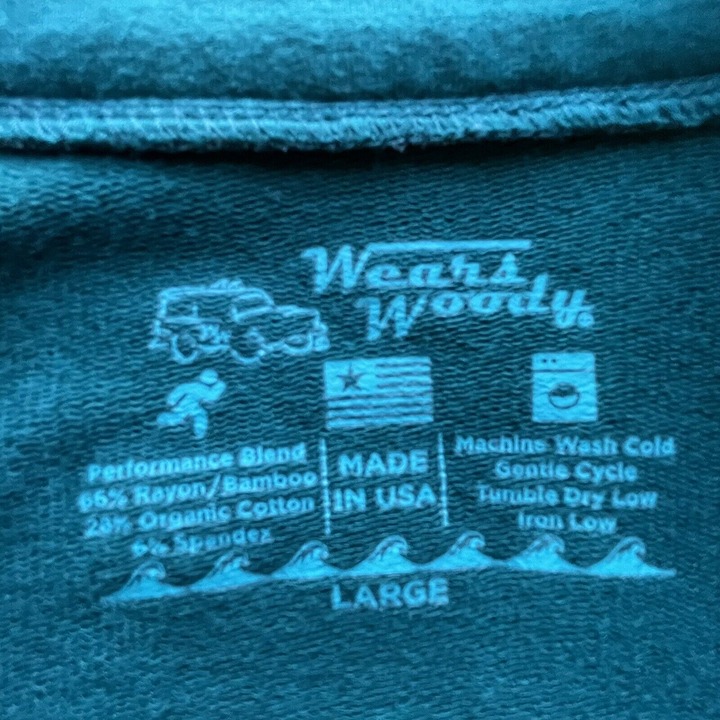 Wears
Woody
Performance Blend
66% Rayon/Bamboo
28% Organic Cotton
6% Spandex
MADE
IN USA
Machine Wash Cold
Gentle Cycle
Tumble Dry Low
Iron Low
LARGE